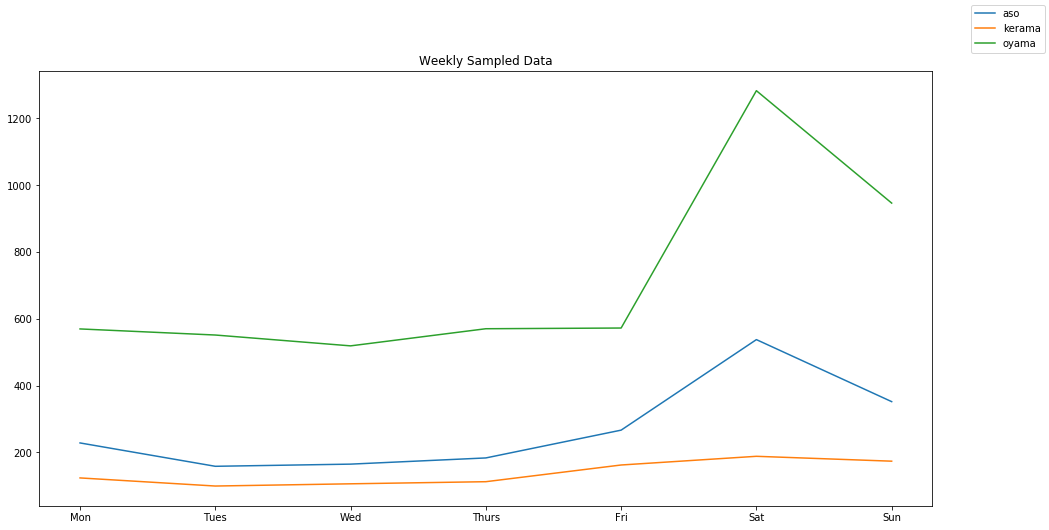 aso
kerama
oyama
Weekly Sampled Data
1200
1000
800
600
400
200
Mon Tues Wed Thurs Fri Sat Sun